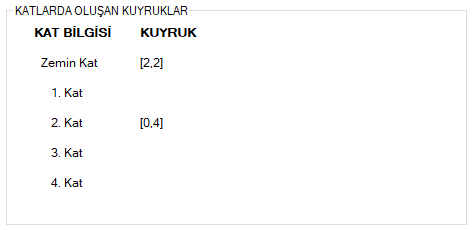 KATLARDA OLUŞAN KUYRUKLAR
KAT BİLGİSİ KUYRUK
Zemin Kat [2,2]
1. Kat
2. Kat [0,4]
3. Kat
4. Kat